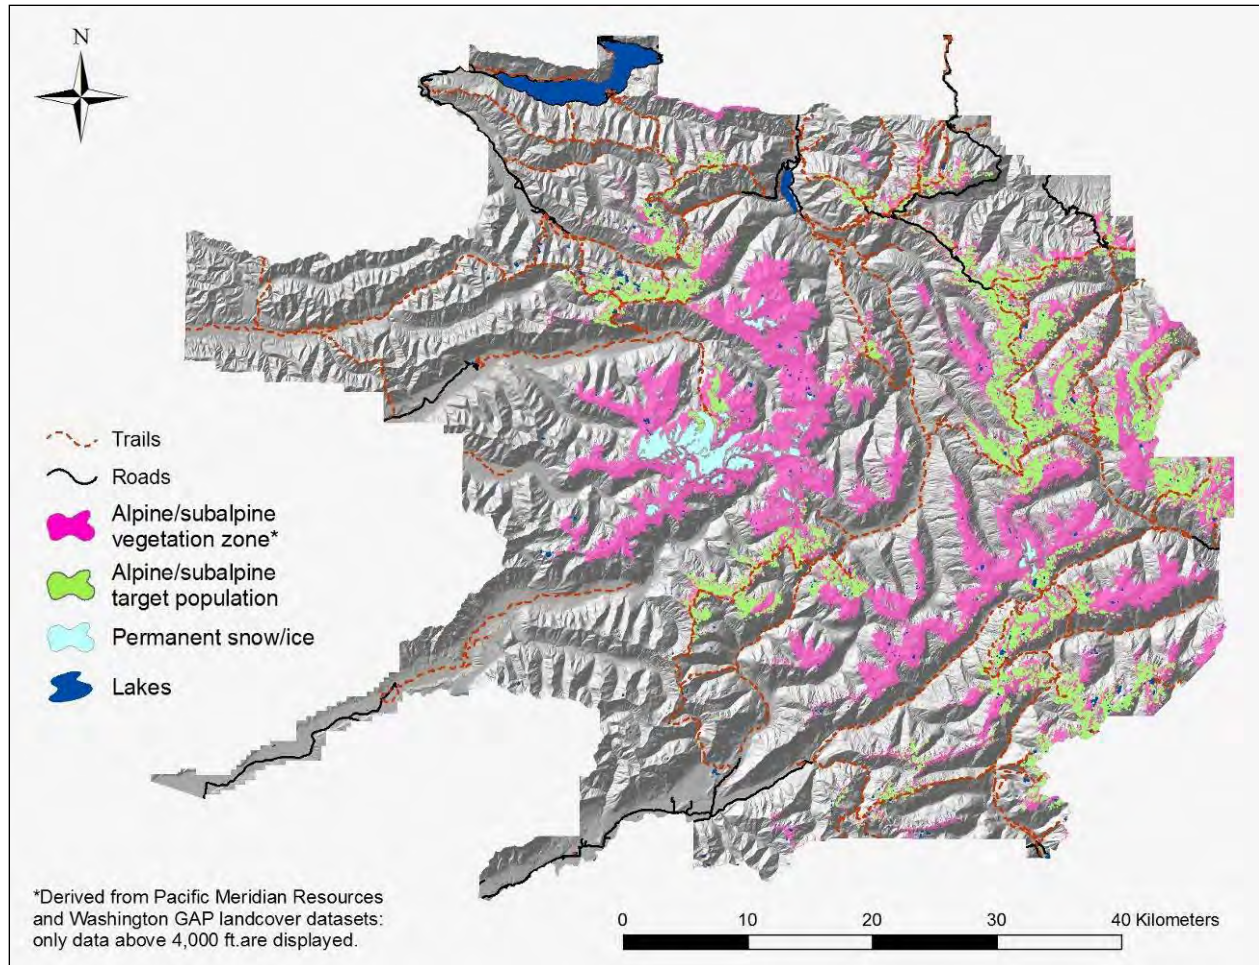 N
Trails
Roads
Alpine/subalpine
vegetation zone*
Alpine/subalpine
target population
Permanent snow/ice
Lakes
*Derived from Pacific Meridian Resources
and Washington GAP landcover datasets:
only data above 4,000 ft.are displayed.
0 10 20 30 40 Kilometers